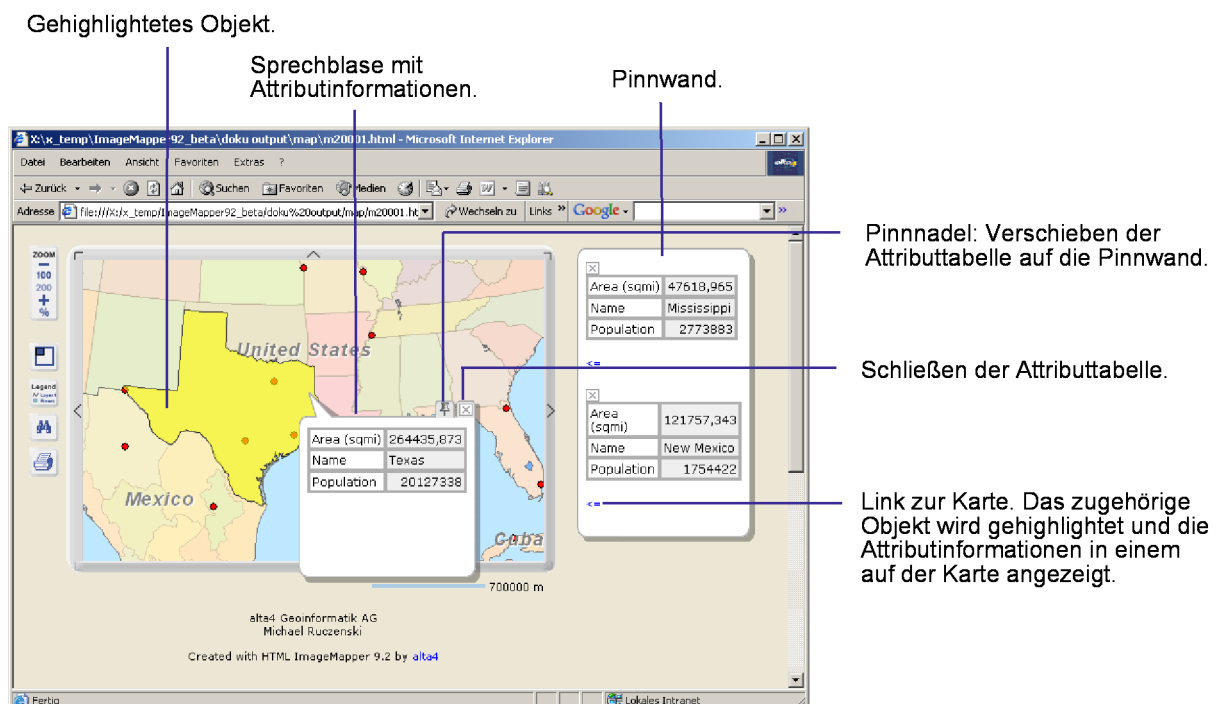 Gehighlightetes Objekt.
Sprechblase mit
Attributinformationen.
Pinnwand.
X:\x_temp\ImageMapper92_beta\doku output\map\m20001.html - Microsoft Internet Explorer
Datei Bearbeiten Ansicht Favoriten Extras ?
Zurück Suchen Favoriten Medien
Adresse file:///X:/x_temp/ImageMapper92_beta/doku%20output/map/m20001.ht Wechseln zu Links » Google »
Pinnnadel: Verschieben der
Attributtabelle auf die Pinnwand.
ZOOM
100
200
%
Legend
United States
Mexico
Cuba
Area (sqmi) 264435,873
Name Texas
Population 20127338
Area (sqmi) 47618,965
Name Mississippi
Population 2773883
<=
Area
(sqmi) 121757,343
Name New Mexico
Population 1754422
<=
Schließen der Attributtabelle.
Link zur Karte. Das zugehörige
Objekt wird gehighlightet und die
Attributinformationen in einem
auf der Karte angezeigt.
700000 m
alta4 Geoinformatik AG
Michael Ruczenski
Created with HTML ImageMapper 9.2 by alta4
Fertig
Lokales Intranet